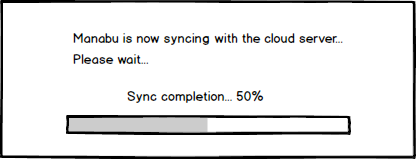 Manabu is now syncing with the cloud server...
Please wait...
Sync completion... 50%